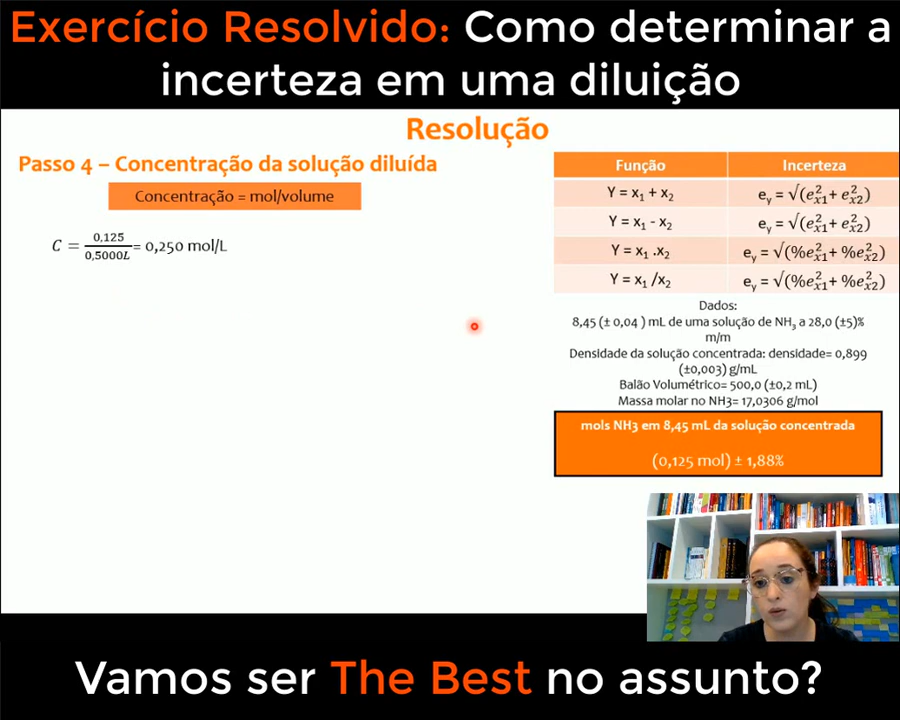 Exercício Resolvido: Como determinar a
incerteza em uma diluição
Resolução
Passo 4 – Concentração da solução diluída
Concentração = mol/volume
C = 0,125/0,5000L = 0,250 mol/L
Função Incerteza
Y = x₁ + x₂ e_y = √(e²_x1 + e²_x2)
Y = x₁ - x₂ e_y = √(e²_x1 + e²_x2)
Y = x₁ .x₂ e_y = √(%e²_x1 + %e²_x2)
Y = x₁ /x₂ e_y = √(%e²_x1 + %e²_x2)
Dados:
8,45 (± 0,04 ) mL de uma solução de NH₃ a 28,0 (±5)%
m/m
Densidade da solução concentrada: densidade= 0,899
(±0,003) g/mL
Balão Volumétrico= 500,0 (±0,2 mL)
Massa molar no NH3= 17,0306 g/mol
mols NH3 em 8,45 mL da solução concentrada
(0,125 mol) ± 1,88%
Vamos ser The Best no assunto?